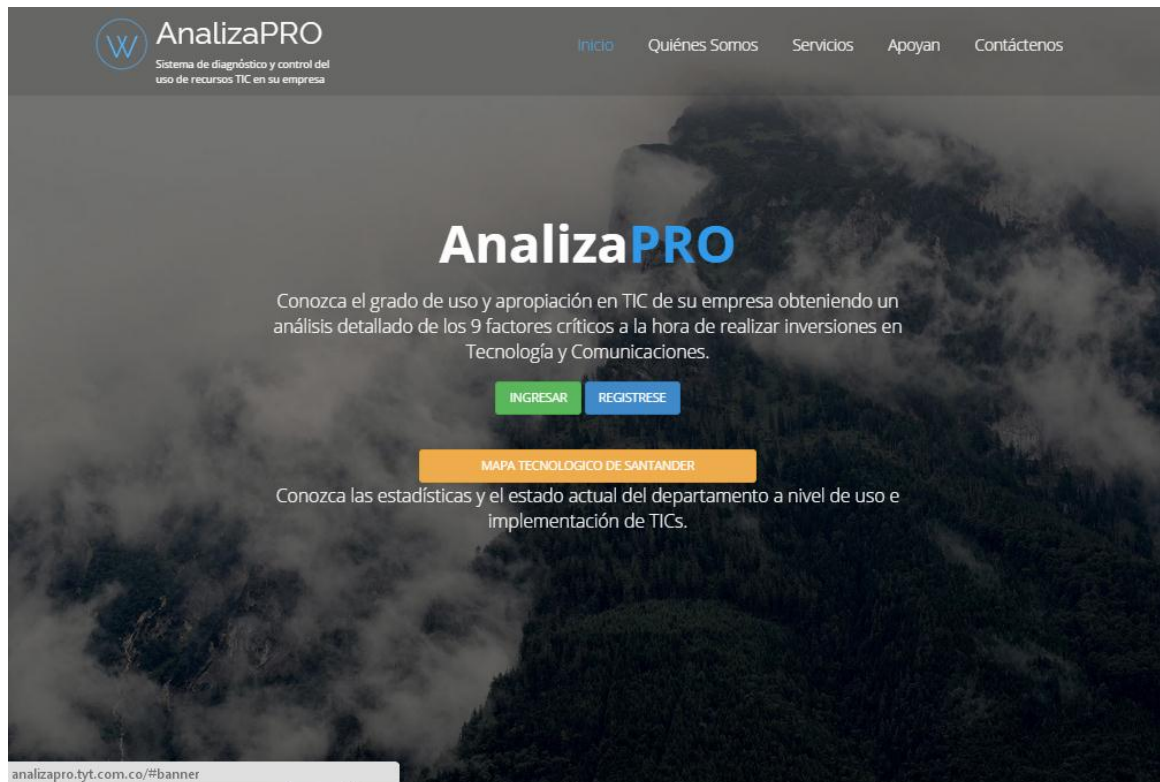 AnalizaPRO
Sistema de diagnóstico y control del
uso de recursos TIC en su empresa
Inicio Quiénes Somos Servicios Apoyan Contáctenos
AnalizaPRO
Conozca el grado de uso y apropiación en TIC de su empresa obteniendo un
análisis detallado de los 9 factores críticos a la hora de realizar inversiones en
Tecnología y Comunicaciones.
INGRESAR REGISTRESE
MAPA TECNOLOGICO DE SANTANDER
Conozca las estadísticas y el estado actual del departamento a nivel de uso e
implementación de TICs.
analizapro.tyt.com.co/#banner